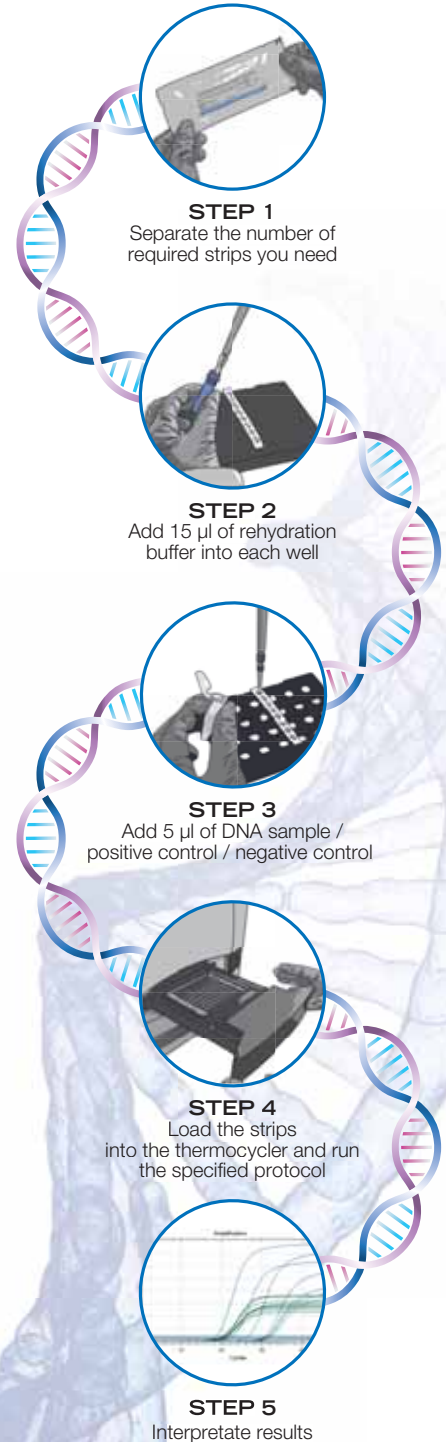 STEP 1
Separate the number of
required strips you need
STEP 2
Add 15 µl of rehydration
buffer into each well
STEP 3
Add 5 µl of DNA sample /
positive control / negative control
STEP 4
Load the strips
into the thermocycler and run
the specified protocol
STEP 5
Interpretate results